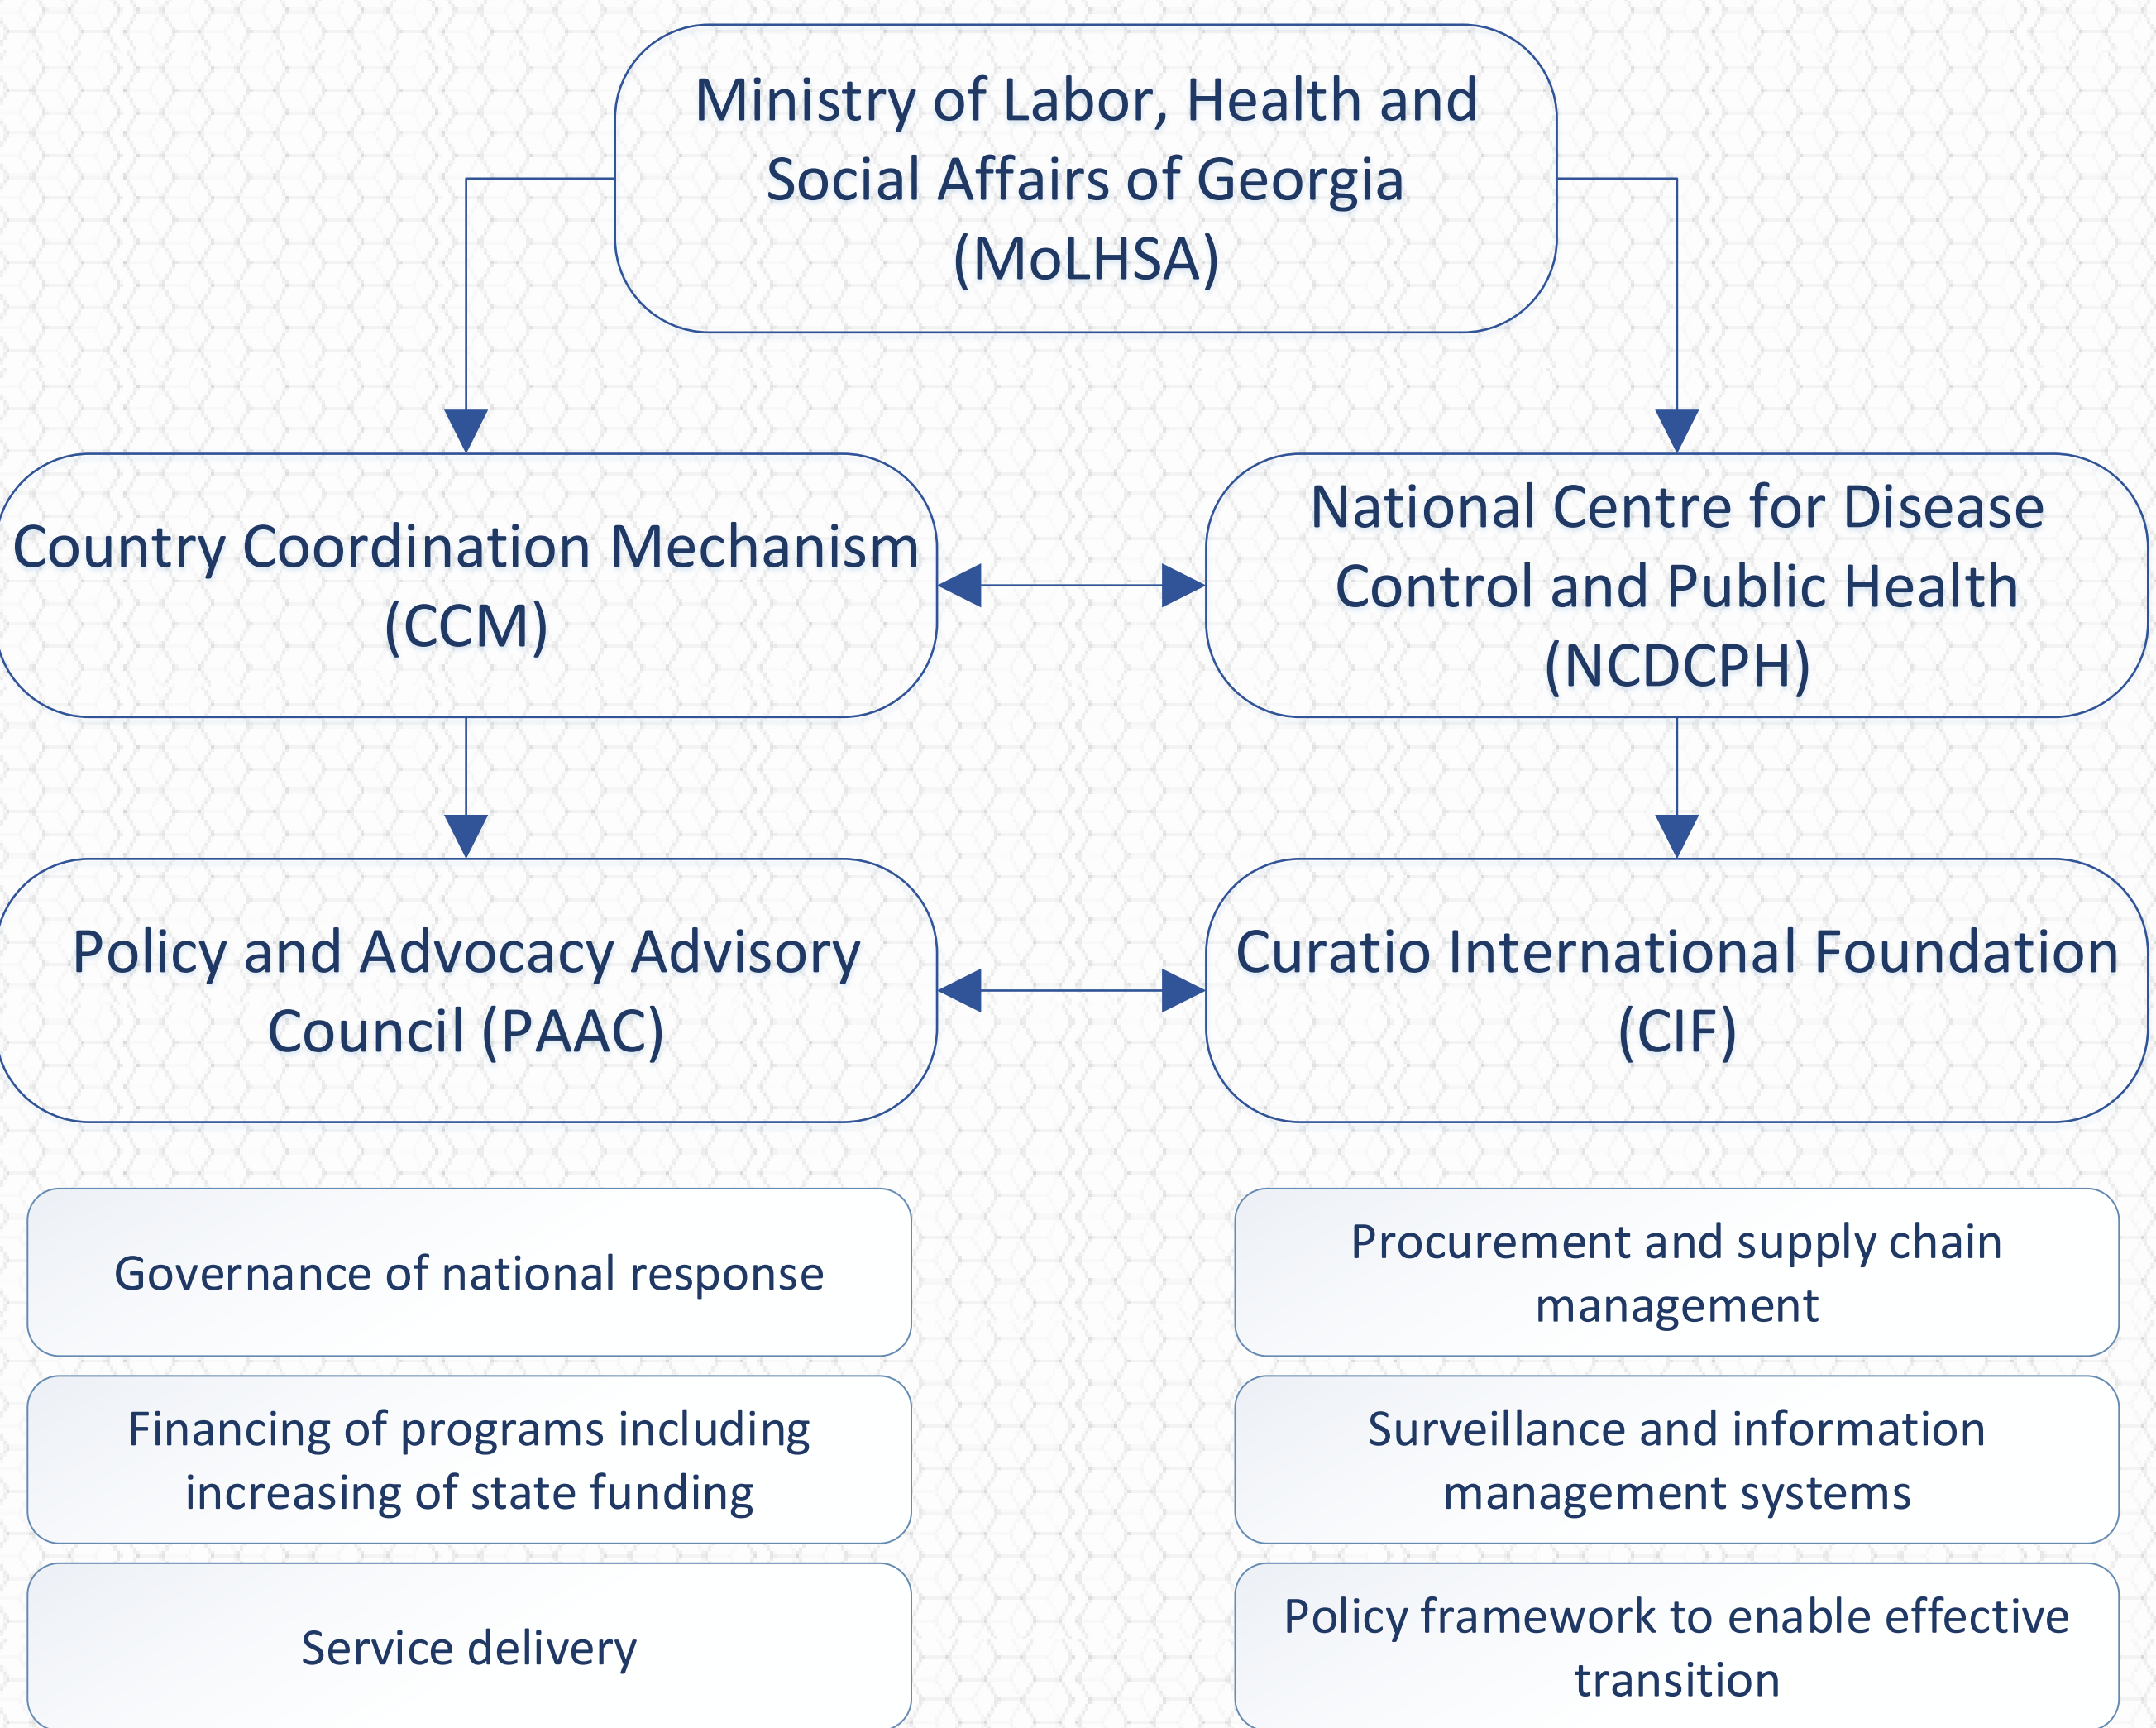 Ministry of Labor, Health and
Social Affairs of Georgia
(MoLHSA)
Country Coordination Mechanism
(CCM)
National Centre for Disease
Control and Public Health
(NCDCPH)
Policy and Advocacy Advisory
Council (PAAC)
Curatio International Foundation
(CIF)
Governance of national response
Procurement and supply chain
management
Financing of programs including
increasing of state funding
Surveillance and information
management systems
Service delivery
Policy framework to enable effective
transition